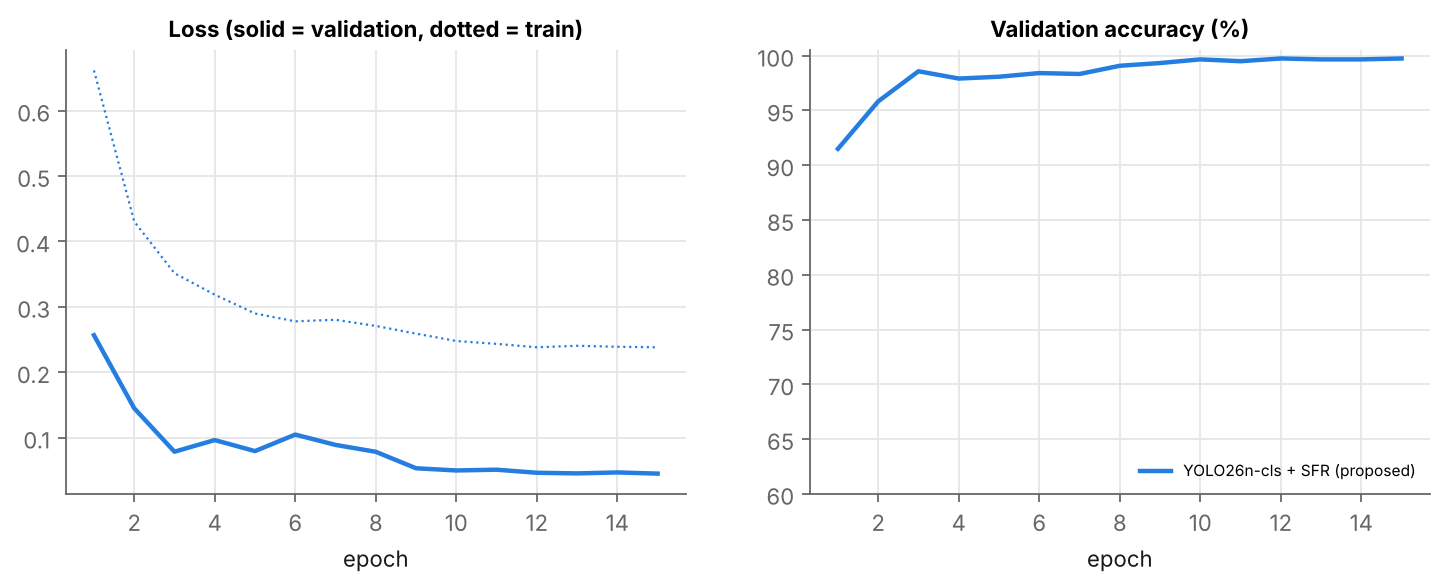 Loss (solid = validation, dotted = train)
0.6
0.5
0.4
0.3
0.2
0.1
2 4 6 8 10 12 14
epoch
Validation accuracy (%)
100
95
90
85
80
75
70
65
60
YOLO26n-cls + SFR (proposed)
2 4 6 8 10 12 14
epoch